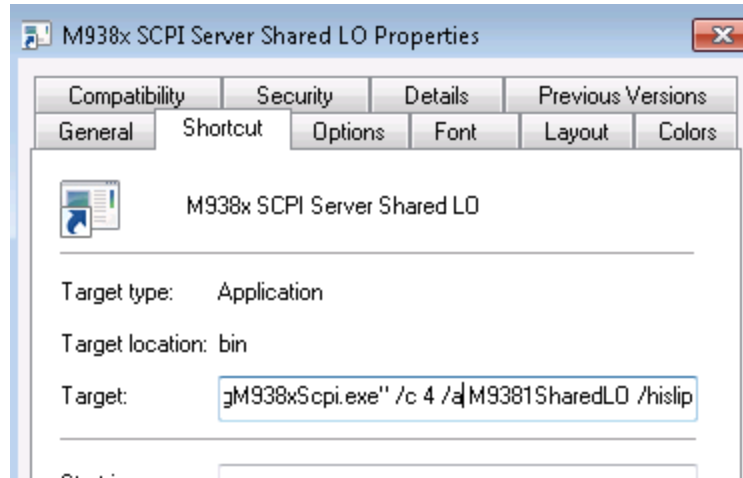 M938x SCPI Server Shared LO Properties
Compatibility Security Details Previous Versions
General Shortcut Options Font Layout Colors
M938x SCPI Server Shared LO
Target type: Application
Target location: bin
Target: gM938xScpi.exe" /c 4 /a M9381SharedLO /hislip